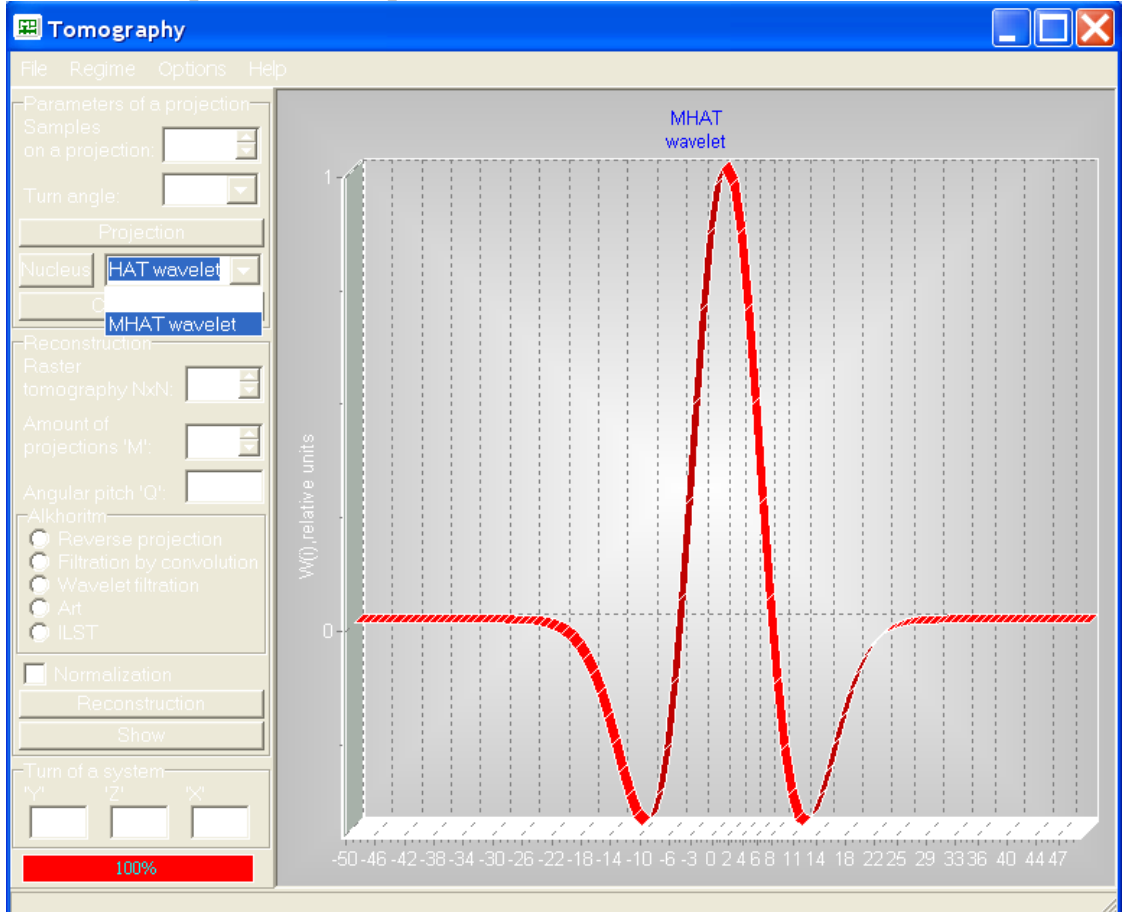 Tomography
File Regime Options Help
Parameters of a projection
Samples
on a projection:
Turn angle:
Projection
Nucleus HAT wavelet
MHAT wavelet
Reconstruction
Raster
tomography NxN:
Amount of
projections 'M':
Angular pitch 'Q':
Alkhoritm
Reverse projection
Filtration by convolution
Wavelet filtration
Art
ILST
Normalization
Reconstruction
Show
Turn of a system
'Y' 'Z' 'X'
100%
MHAT
wavelet
W(i),relative units
1
0
-50 -46 -42 -38 -34 -30 -26 -22 -18 -14 -10 -6 -3 0 2 4 6 8 11 14 18 22 25 29 33 36 40 44 47